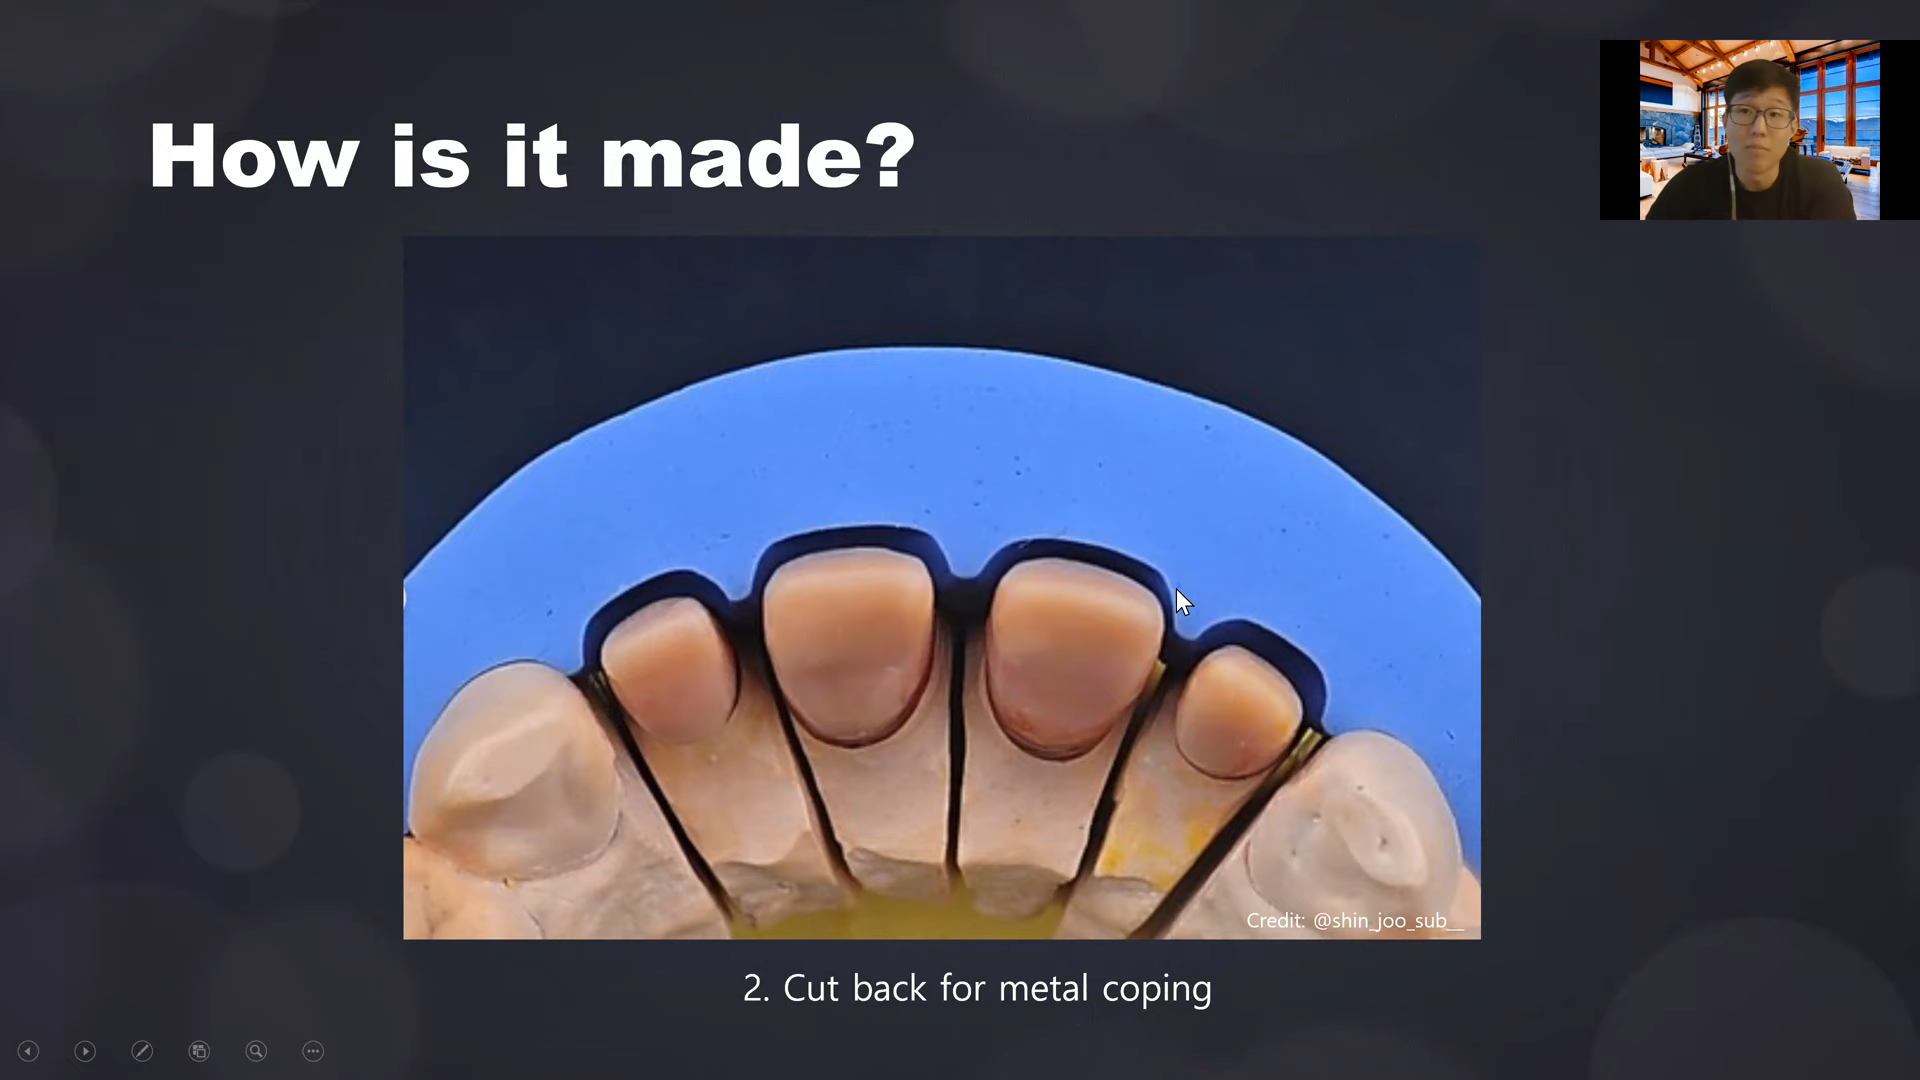 How is it made?
Credit: @shin_joo_sub__
2. Cut back for metal coping